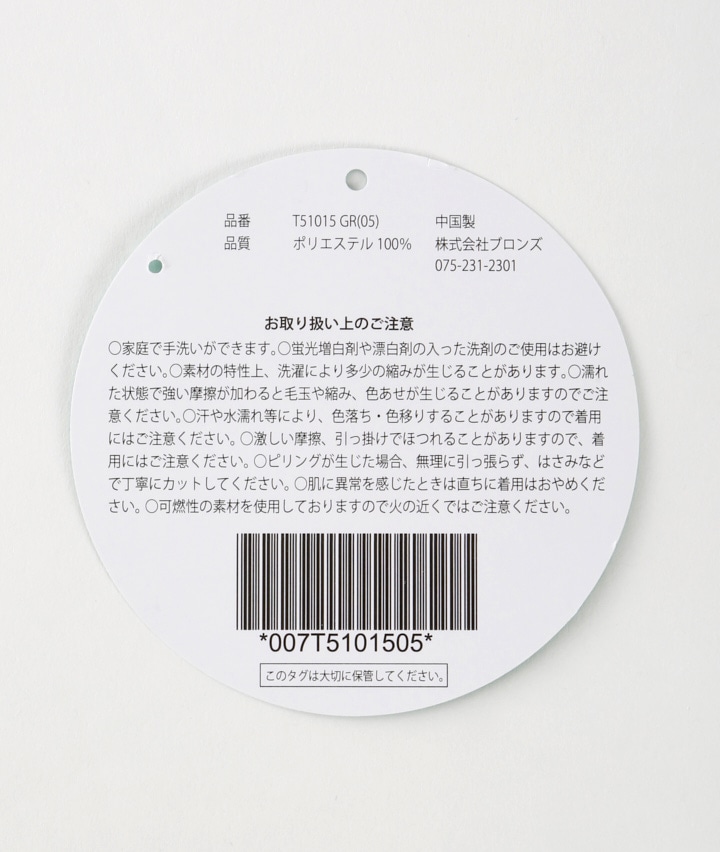 品番 T51015 GR(05) 中国製
品質 ポリエステル 100% 株式会社ブロンズ
075-231-2301
お取り扱い上のご注意
○家庭で手洗いができます。○蛍光増白剤や漂白剤の入った洗剤のご使用はお避け
ください。○素材の特性上、洗濯により多少の縮みが生じることがあります。○濡れ
た状態で強い摩擦が加わると毛玉や縮み、色あせが生じることがありますのでご注
意ください。○汗や水濡れ等により、色落ち・色移りすることがありますので着用
にはご注意ください。○激しい摩擦、引っ掛けでほつれることがありますので、着
用にはご注意ください。○ピリングが生じた場合、無理に引っ張らず、はさみなど
で丁寧にカットしてください。○肌に異常を感じたときは直ちに着用はおやめくだ
さい。○可燃性の素材を使用しておりますので火の近くではご注意ください。
*007T5101505*
このタグは大切に保管してください。